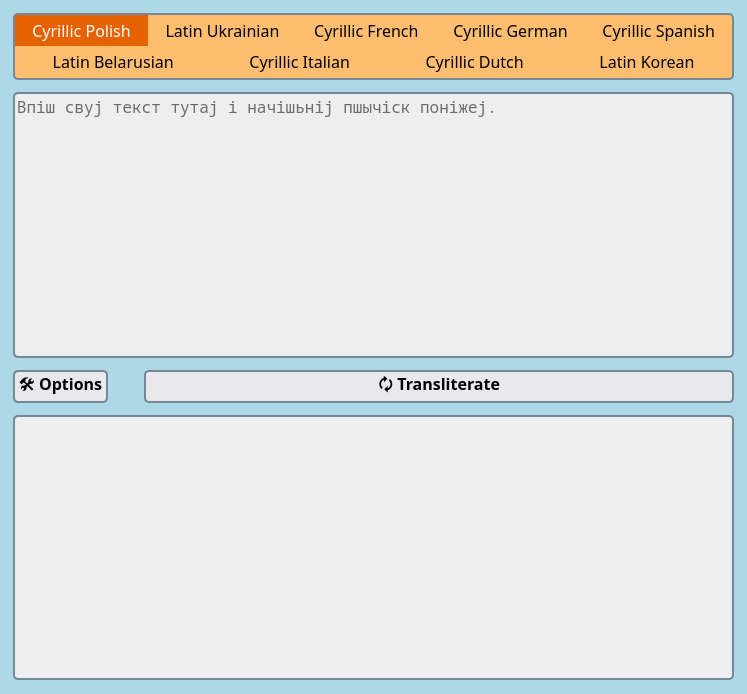 Cyrillic Polish Latin Ukrainian Cyrillic French Cyrillic German Cyrillic Spanish
Latin Belarusian Cyrillic Italian Cyrillic Dutch Latin Korean
Впіш свуј текст тутај і начішьніј пшычіск поніжеј.
🛠 Options 🗘 Transliterate